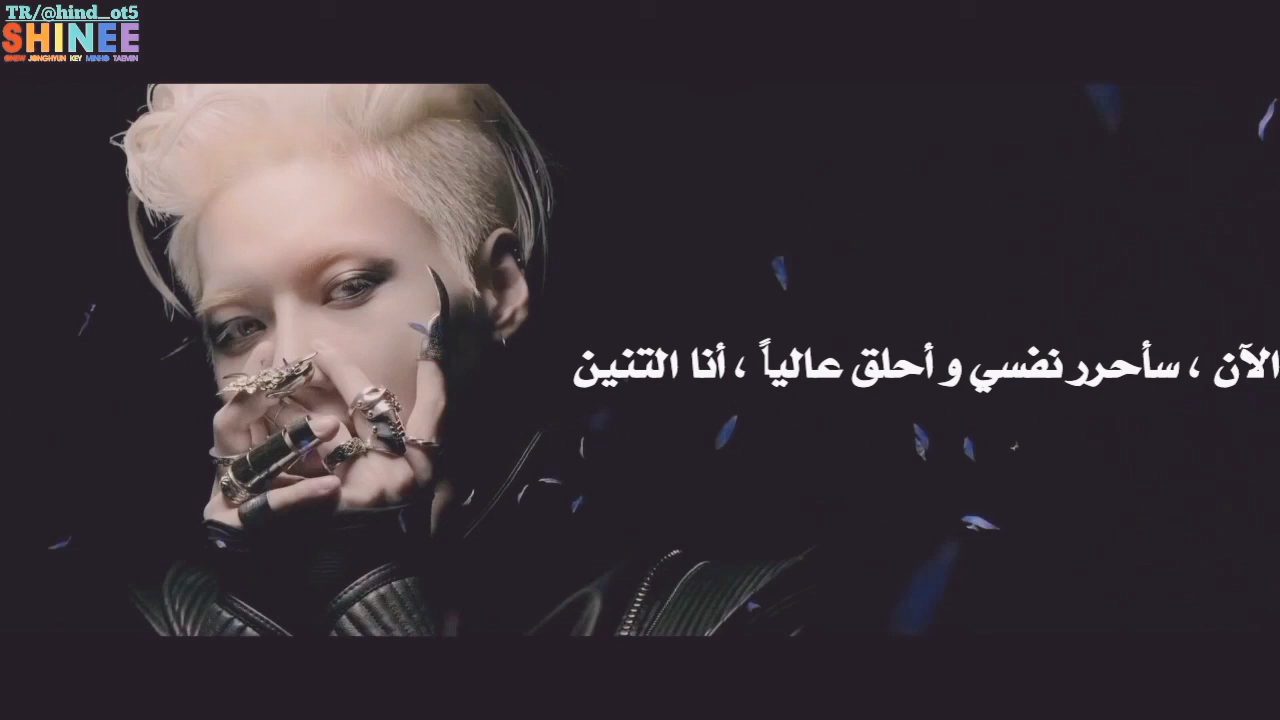 TR/@hind_ot5
SHINEE
ONEW JONGHYUN KEY MINHO TAEMIN
الآن ، سأحرر نفسي و أحلق عالياً ، أنا التنين